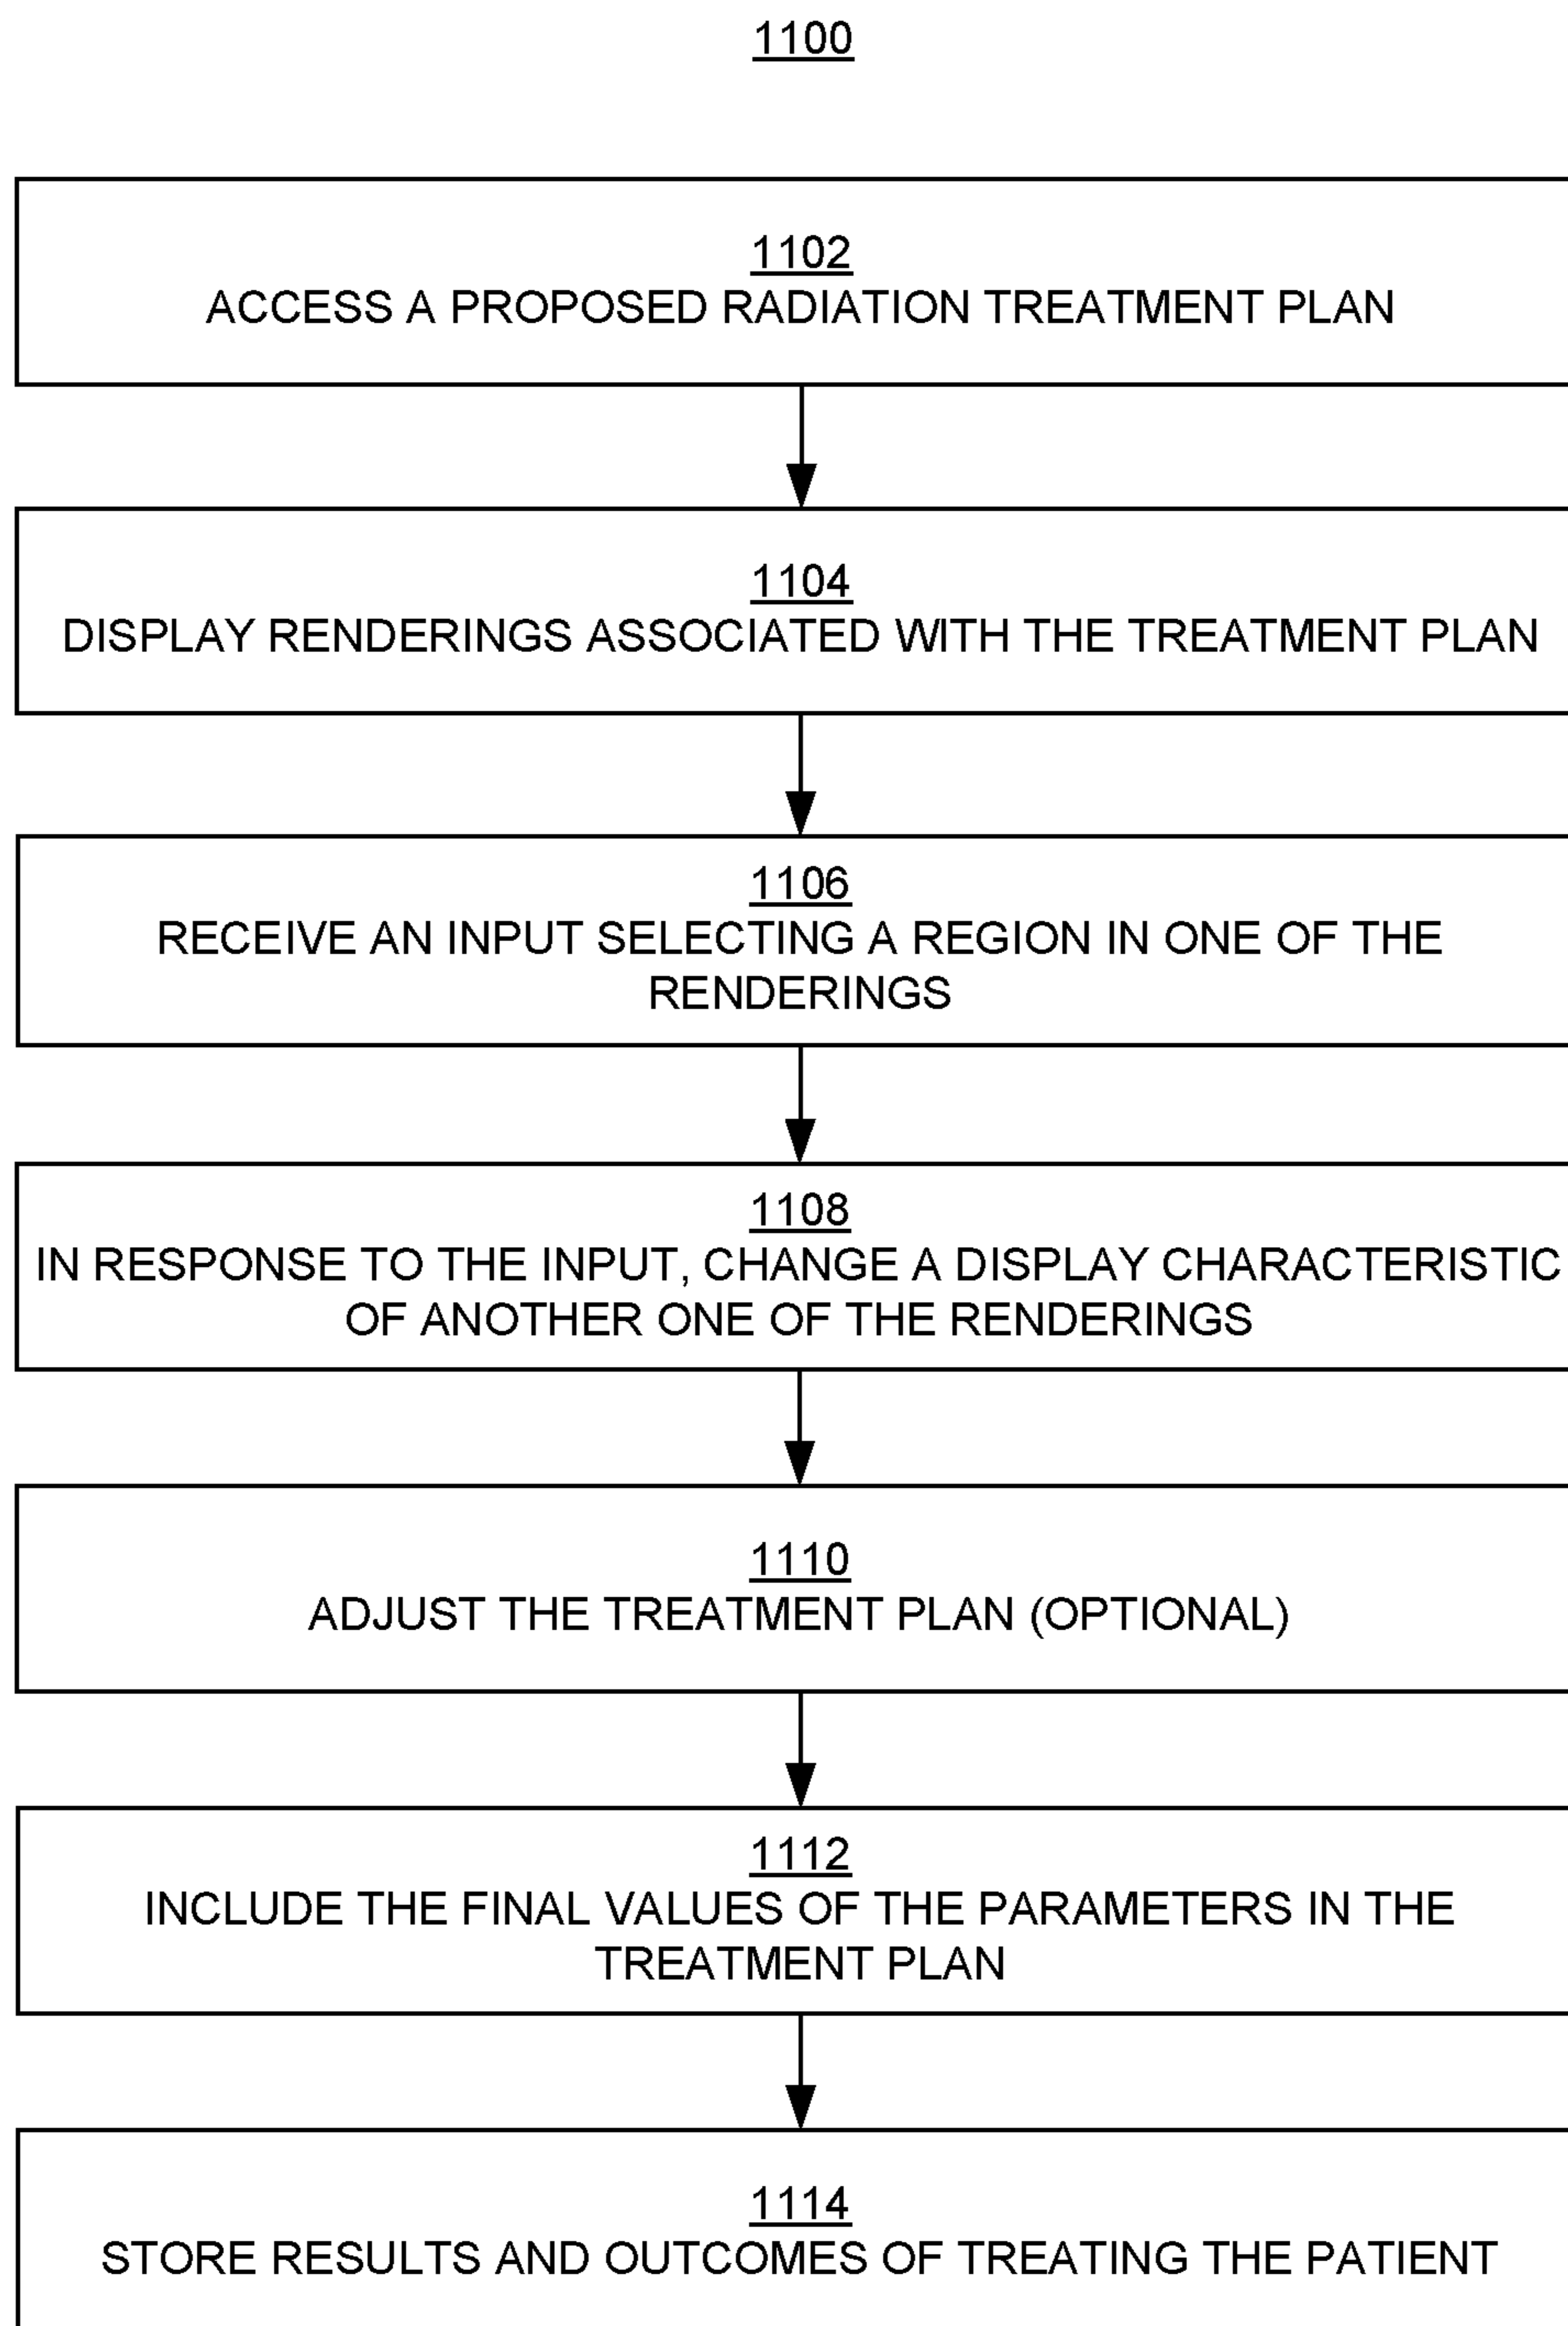 1100
1102
ACCESS A PROPOSED RADIATION TREATMENT PLAN
1104
DISPLAY RENDERINGS ASSOCIATED WITH THE TREATMENT PLAN
1106
RECEIVE AN INPUT SELECTING A REGION IN ONE OF THE
RENDERINGS
1108
IN RESPONSE TO THE INPUT, CHANGE A DISPLAY CHARACTERISTIC
OF ANOTHER ONE OF THE RENDERINGS
1110
ADJUST THE TREATMENT PLAN (OPTIONAL)
1112
INCLUDE THE FINAL VALUES OF THE PARAMETERS IN THE
TREATMENT PLAN
1114
STORE RESULTS AND OUTCOMES OF TREATING THE PATIENT